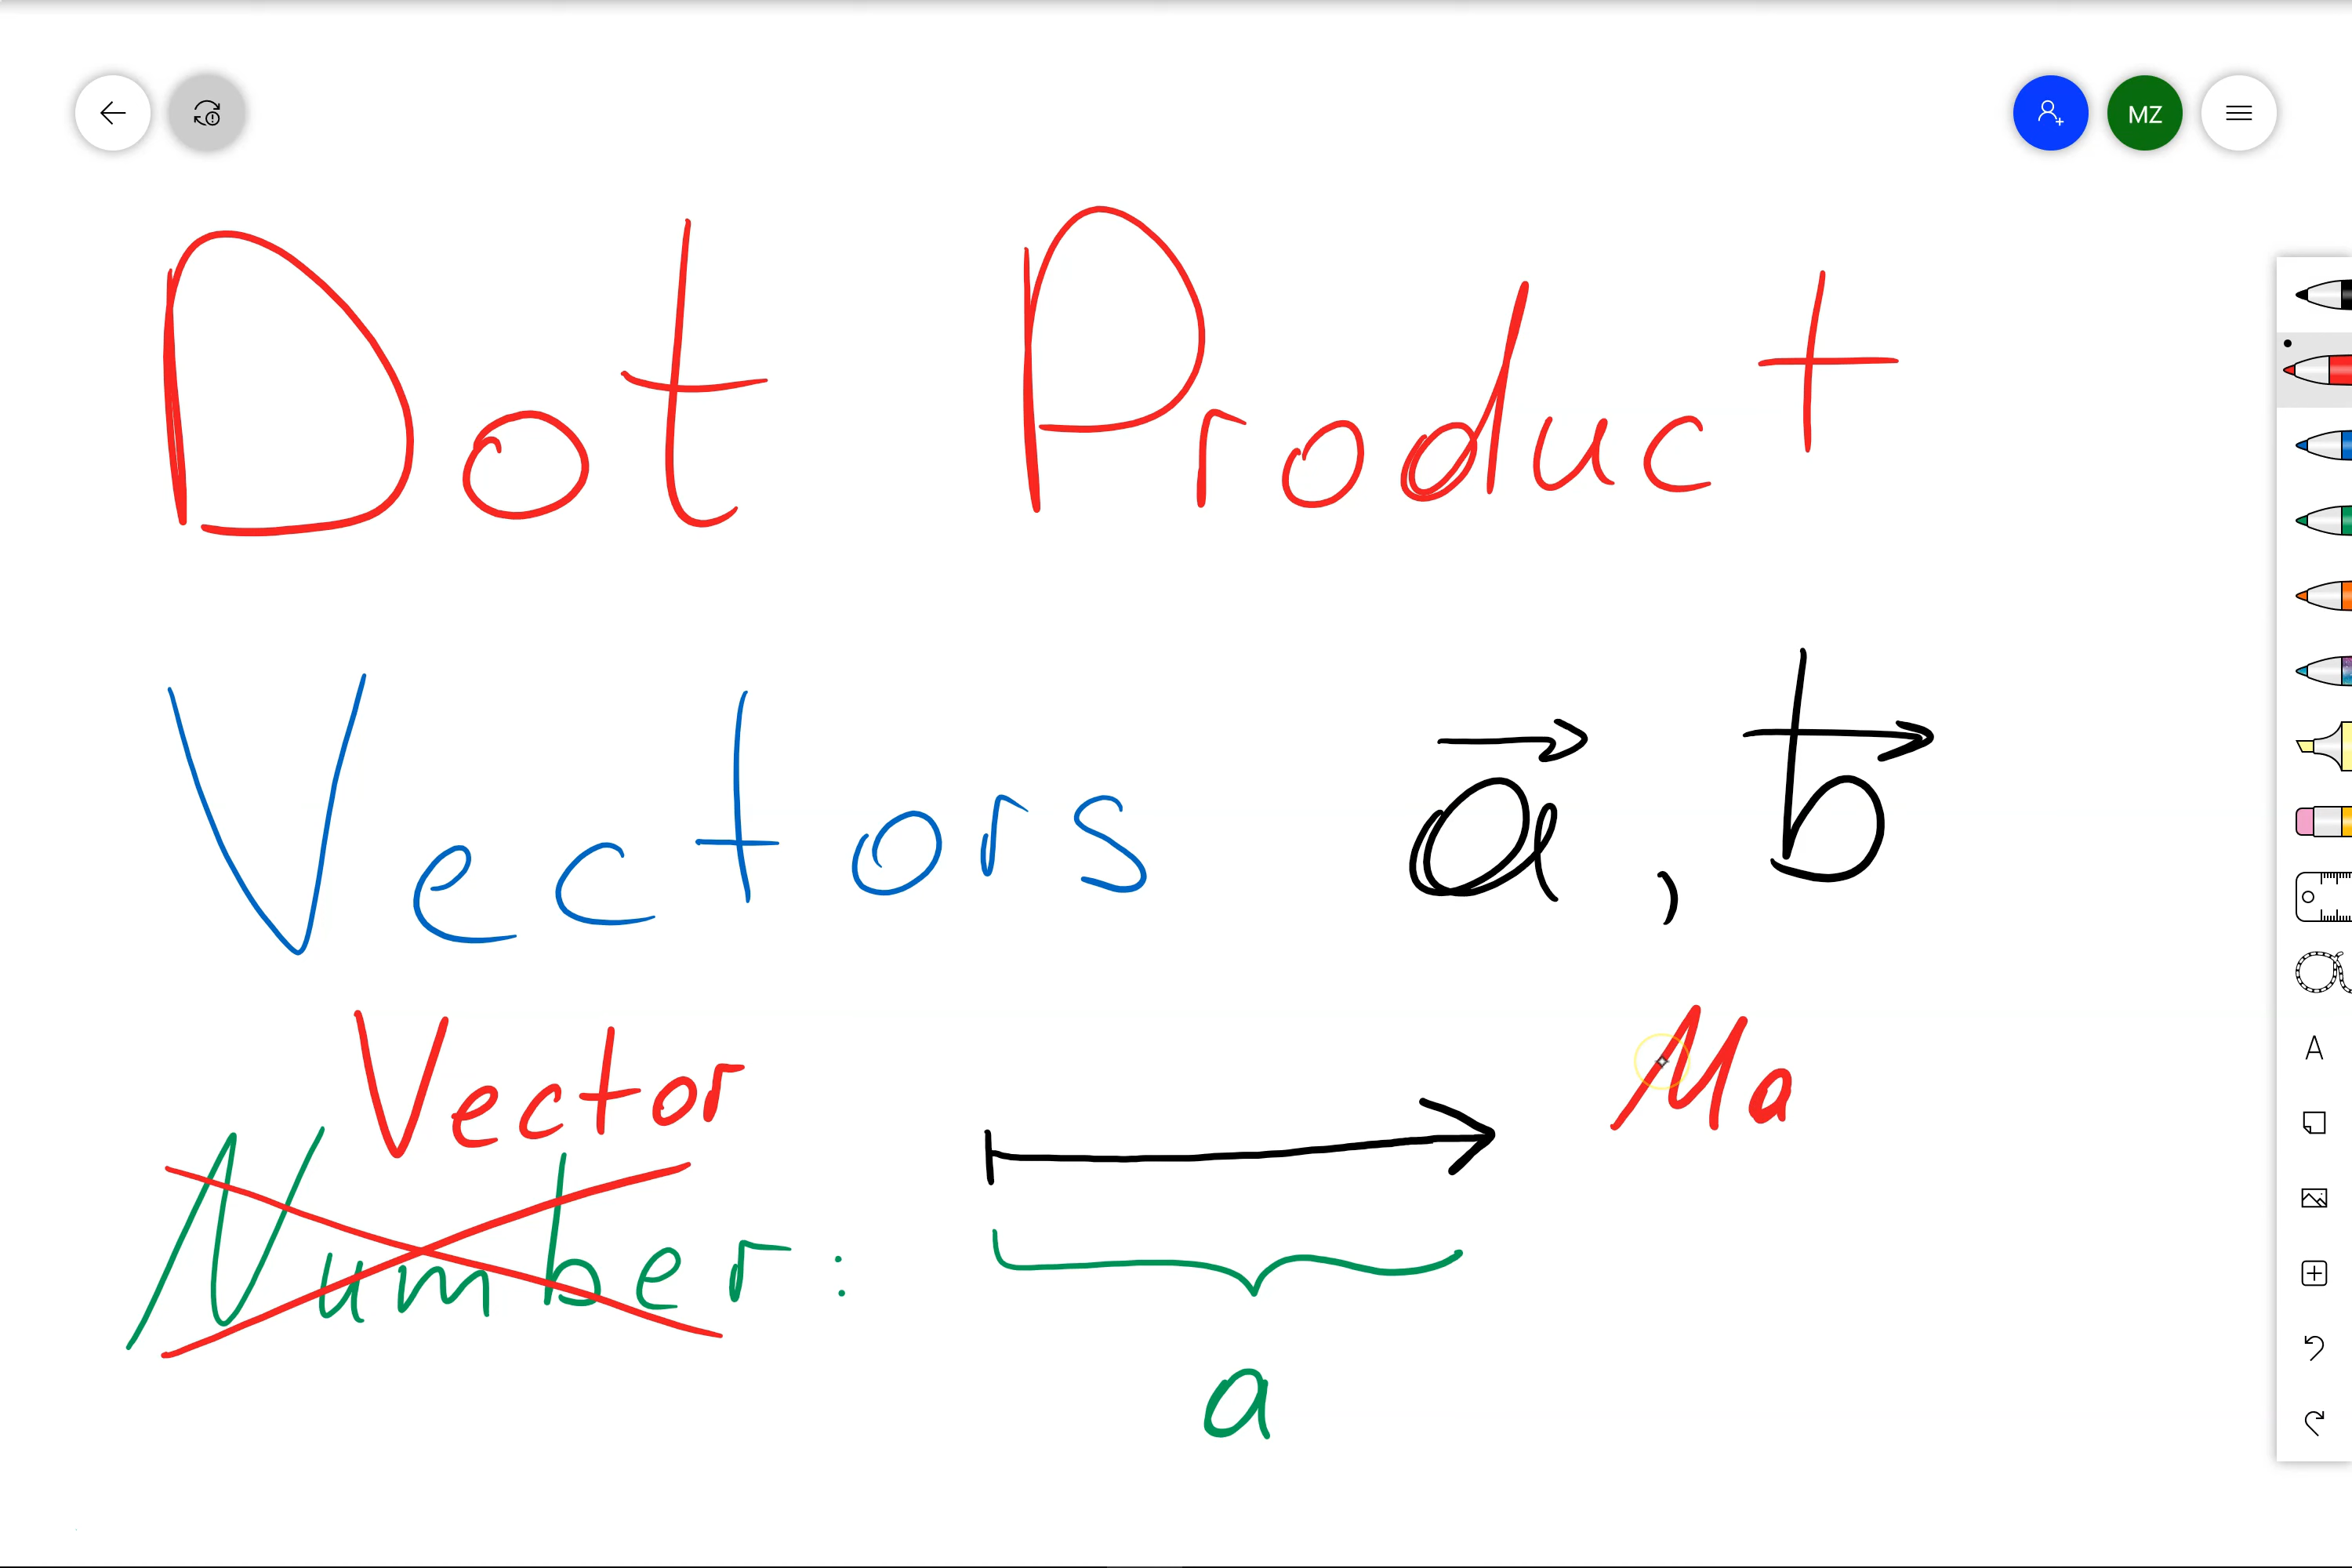 MZ
Dot Product
Vectors a, b
Vector
Number:
Ma
a
A